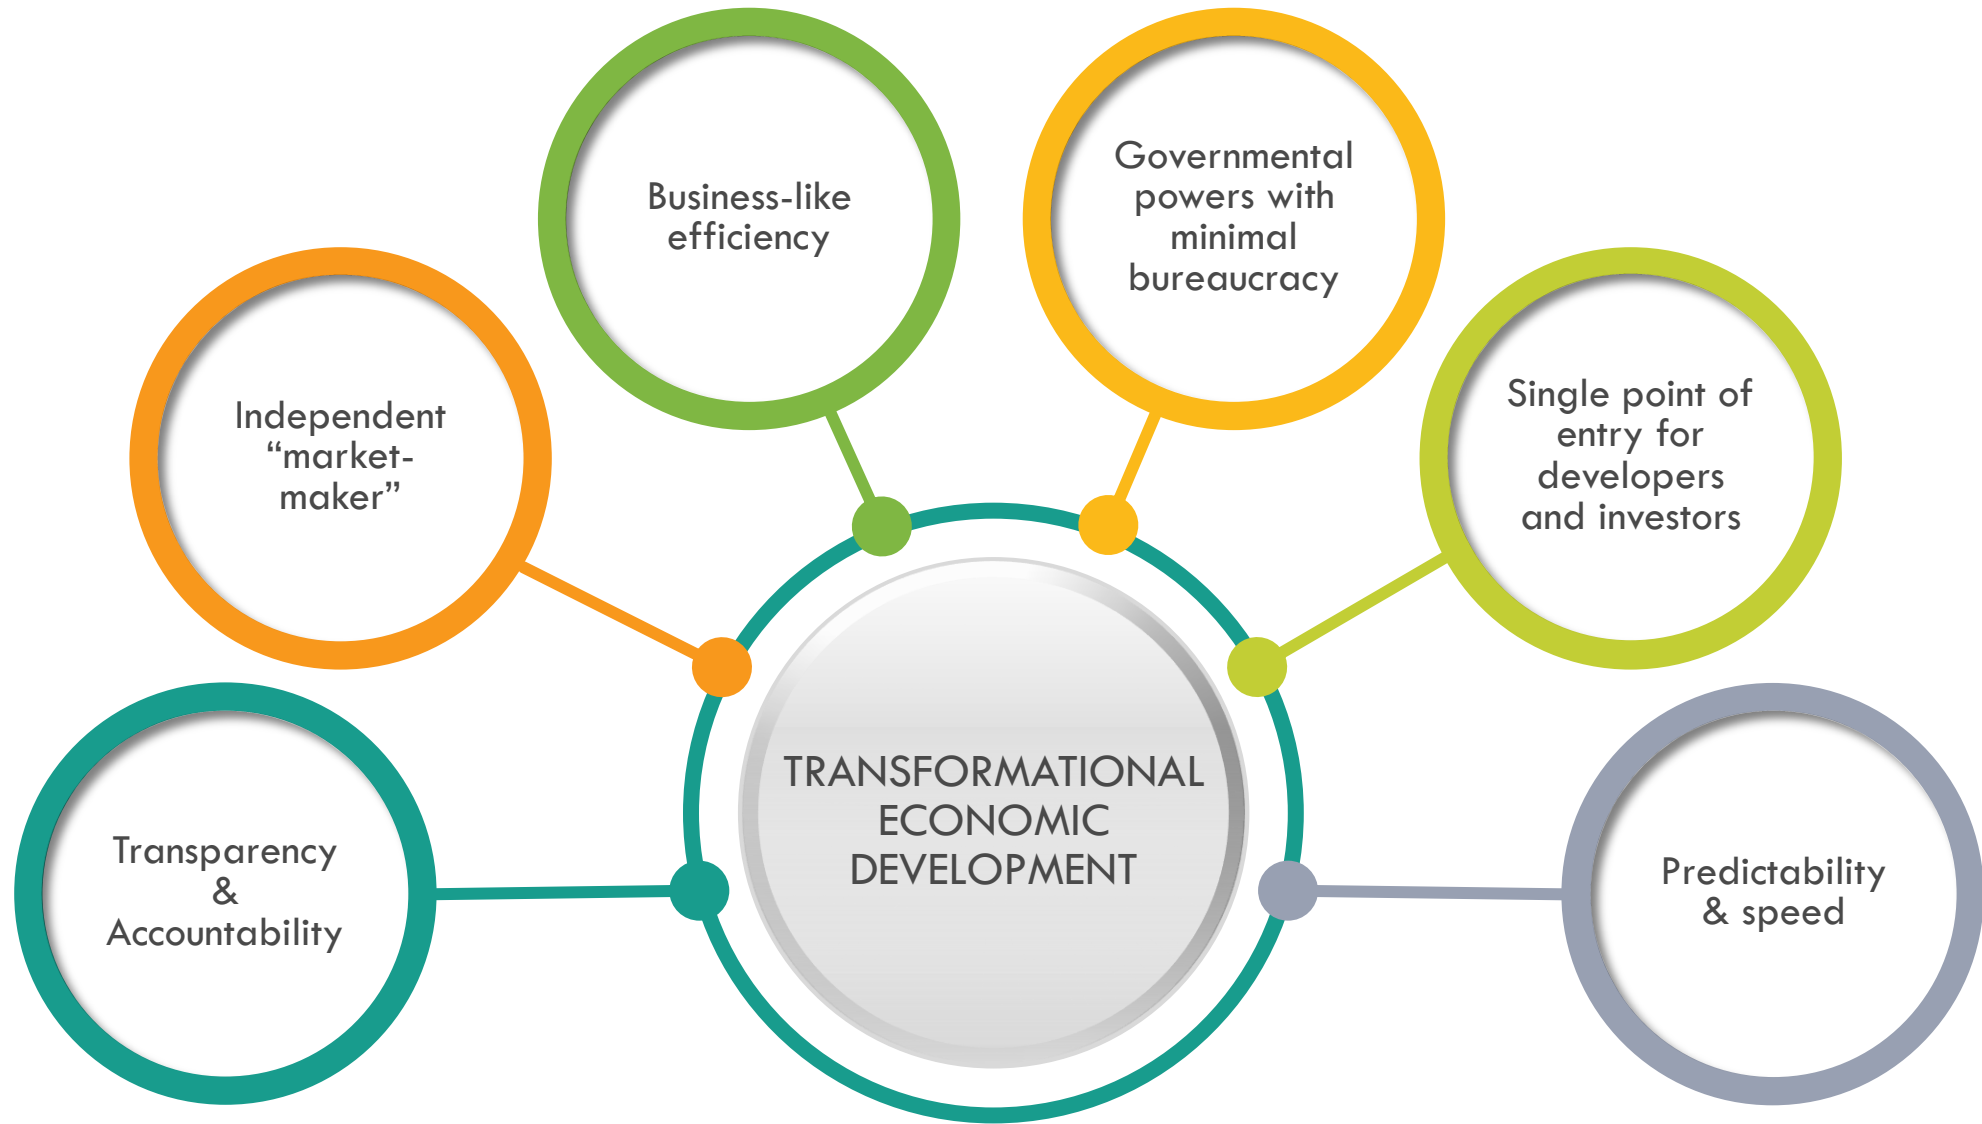 Business-like
efficiency
Governmental
powers with
minimal
bureaucracy
Independent
“market-
maker”
Single point of
entry for
developers
and investors
Transparency
&
Accountability
TRANSFORMATIONAL
ECONOMIC
DEVELOPMENT
Predictability
& speed